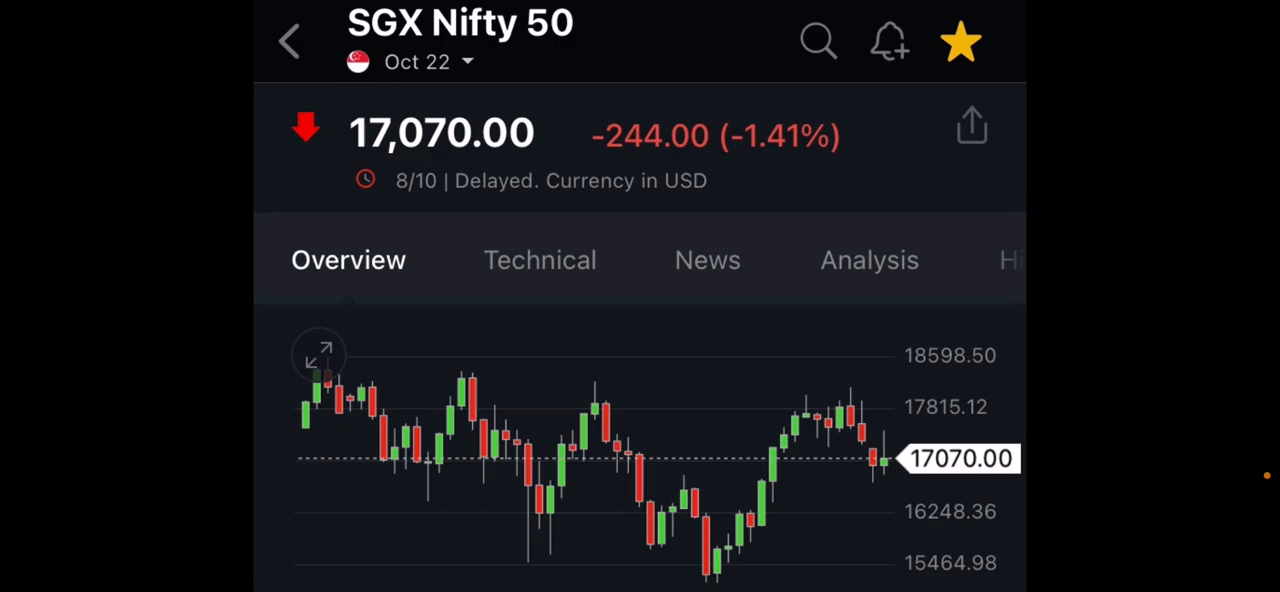 SGX Nifty 50
Oct 22
17,070.00 -244.00 (-1.41%)
8/10 | Delayed. Currency in USD
Overview Technical News Analysis Hi
18598.50
17815.12
17070.00
16248.36
15464.98